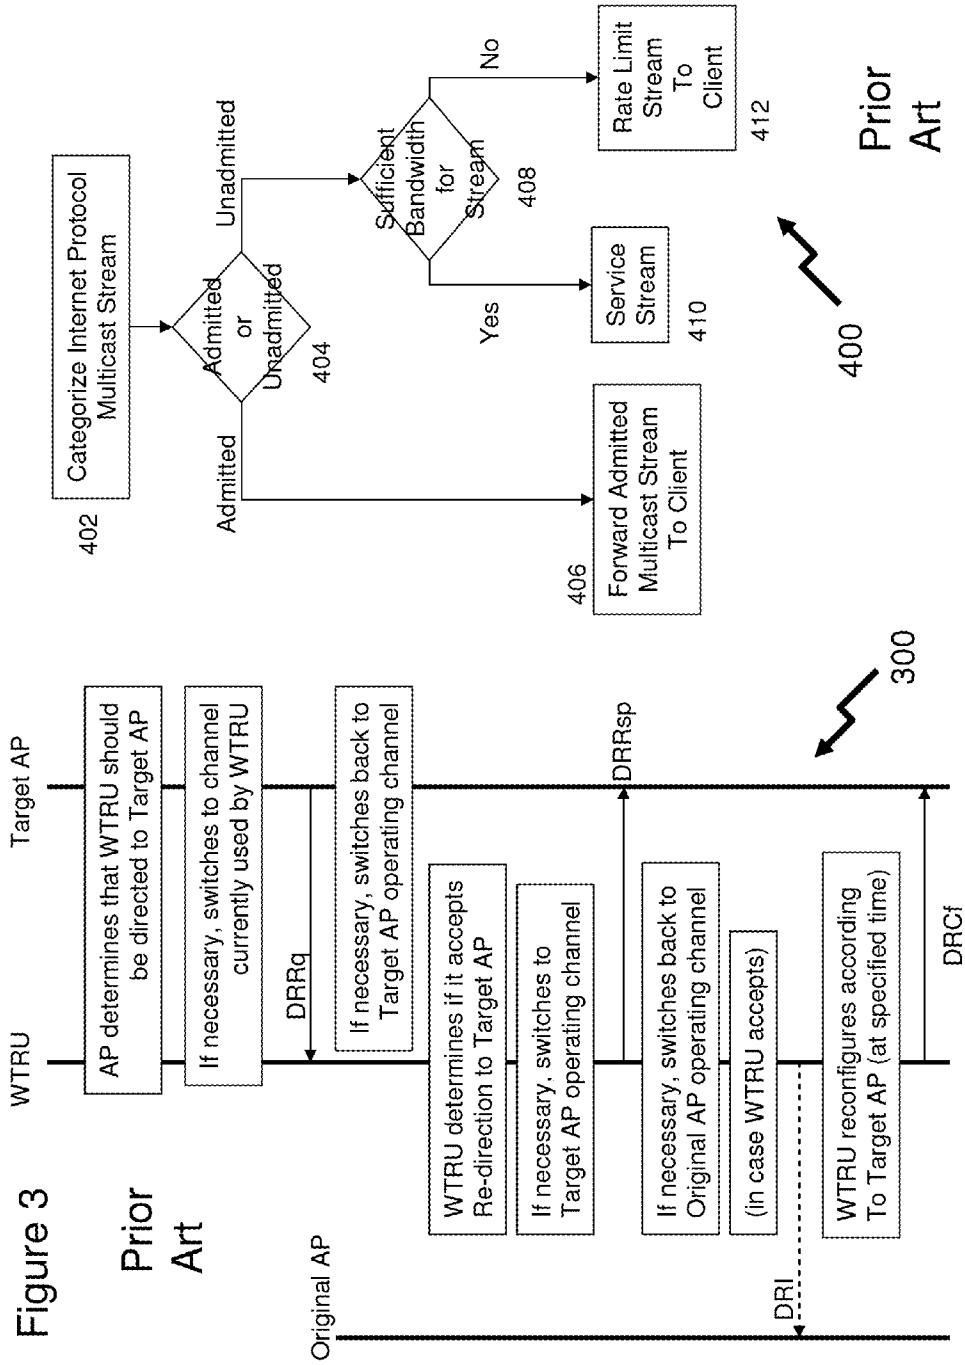 Figure 3
Prior
Art
Original AP
WTRU
Target AP
AP determines that WTRU should
be directed to Target AP
If necessary, switches to channel
currently used by WTRU
DRRq
If necessary, switches back to
Target AP operating channel
WTRU determines if it accepts
Re-direction to Target AP
If necessary, switches to
Target AP operating channel
DRRsp
If necessary, switches back to
Original AP operating channel
(in case WTRU accepts)
DRI
WTRU reconfigures according
To Target AP (at specified time)
DRCf
300
402
Categorize Internet Protocol
Multicast Stream
Admitted
or
Unadmitted
404
Admitted
Unadmitted
Sufficient
Bandwidth
for
Stream
408
Yes
No
406
Forward Admitted
Multicast Stream
To Client
Service
Stream
410
Rate Limit
Stream
To
Client
412
400
Prior
Art